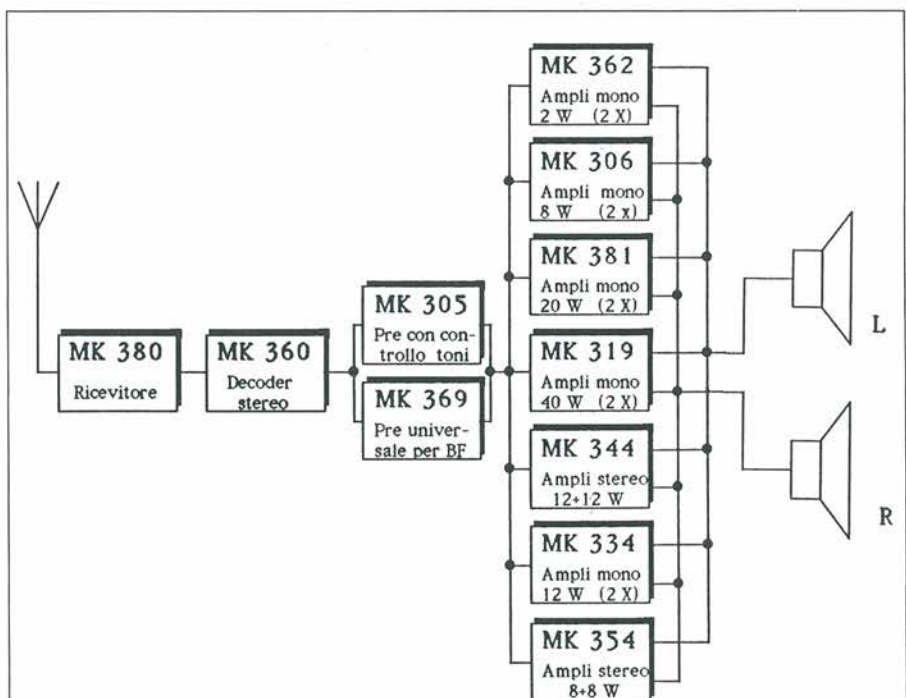 MK 362
Ampli mono
2 W (2 X)
MK 306
Ampli mono
8 W (2 x)
MK 381
Ampli mono
20 W (2 X)
MK 305
Pre con con-
trollo toni
MK 380
Ricevitore
MK 360
Decoder
stereo
MK 369
Pre univer-
sale per BF
MK 319
Ampli mono
40 W (2 X)
MK 344
Ampli stereo
12+12 W
MK 334
Ampli mono
12 W (2 X)
MK 354
Ampli stereo
8+8 W
L
R